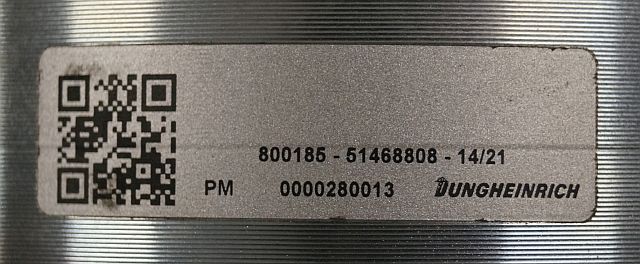 800185 - 51468808 - 14/21
PM 0000280013 JUNGHEINRICH